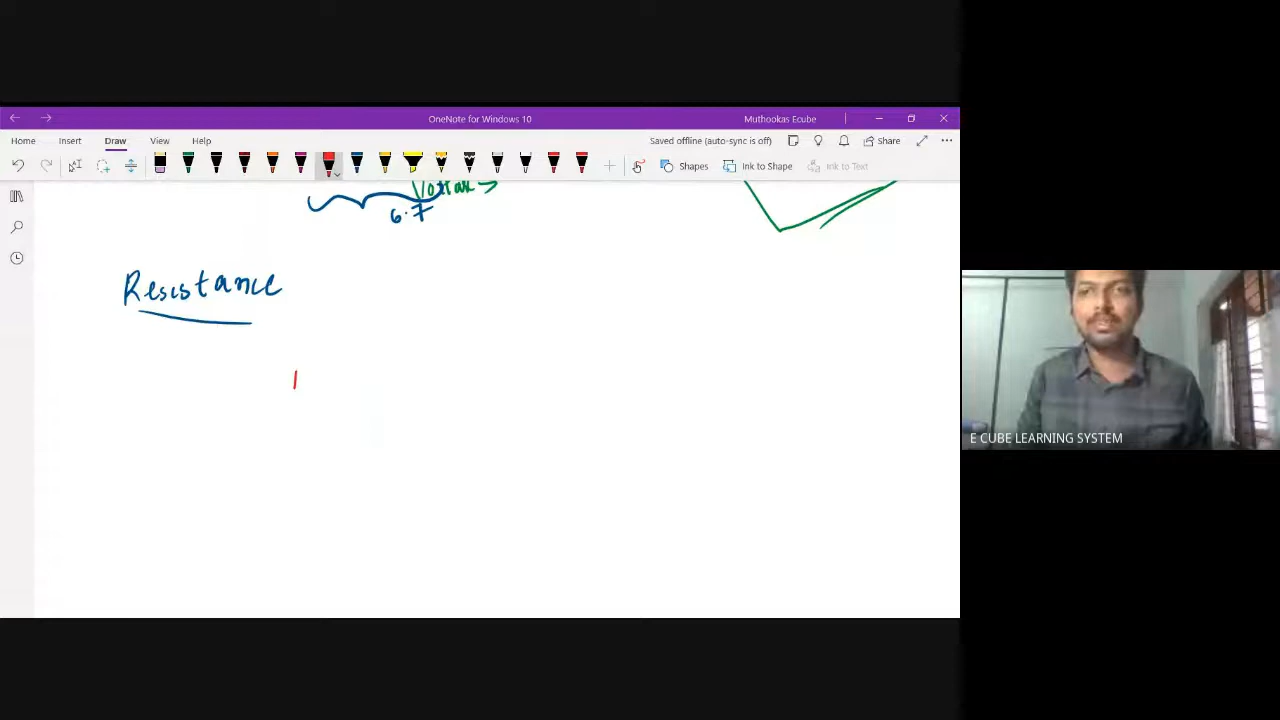 OneNote for Windows 10
Muthookas Ecube
Home Insert Draw View Help
Saved offline (auto-sync is off)
Share
Shapes
Ink to Shape
Ink to Text
6.7
Resistance
E CUBE LEARNING SYSTEM